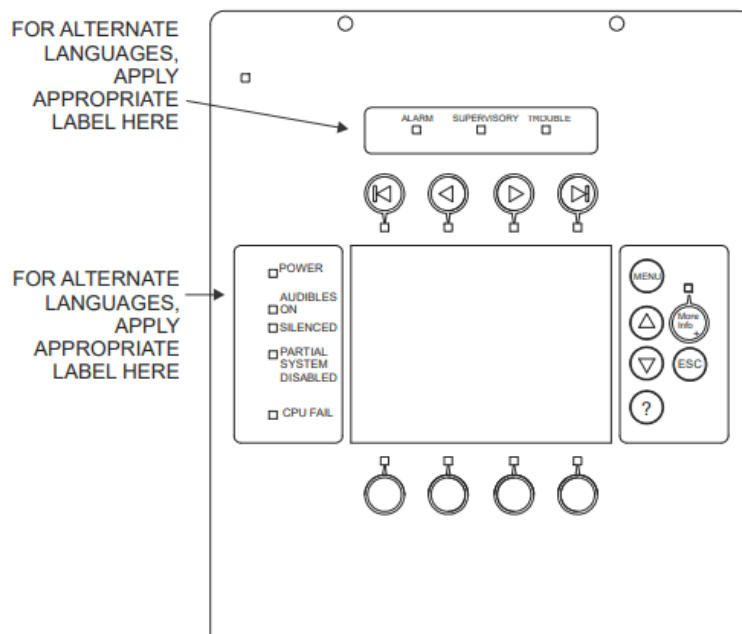 FOR ALTERNATE
LANGUAGES,
APPLY
APPROPRIATE
LABEL HERE
ALARM SUPERVISORY TROUBLE
FOR ALTERNATE
LANGUAGES,
APPLY
APPROPRIATE
LABEL HERE
POWER
AUDIBLES
ON
SILENCED
PARTIAL
SYSTEM
DISABLED
CPU FAIL
MENU
More
Info
+
ESC
?